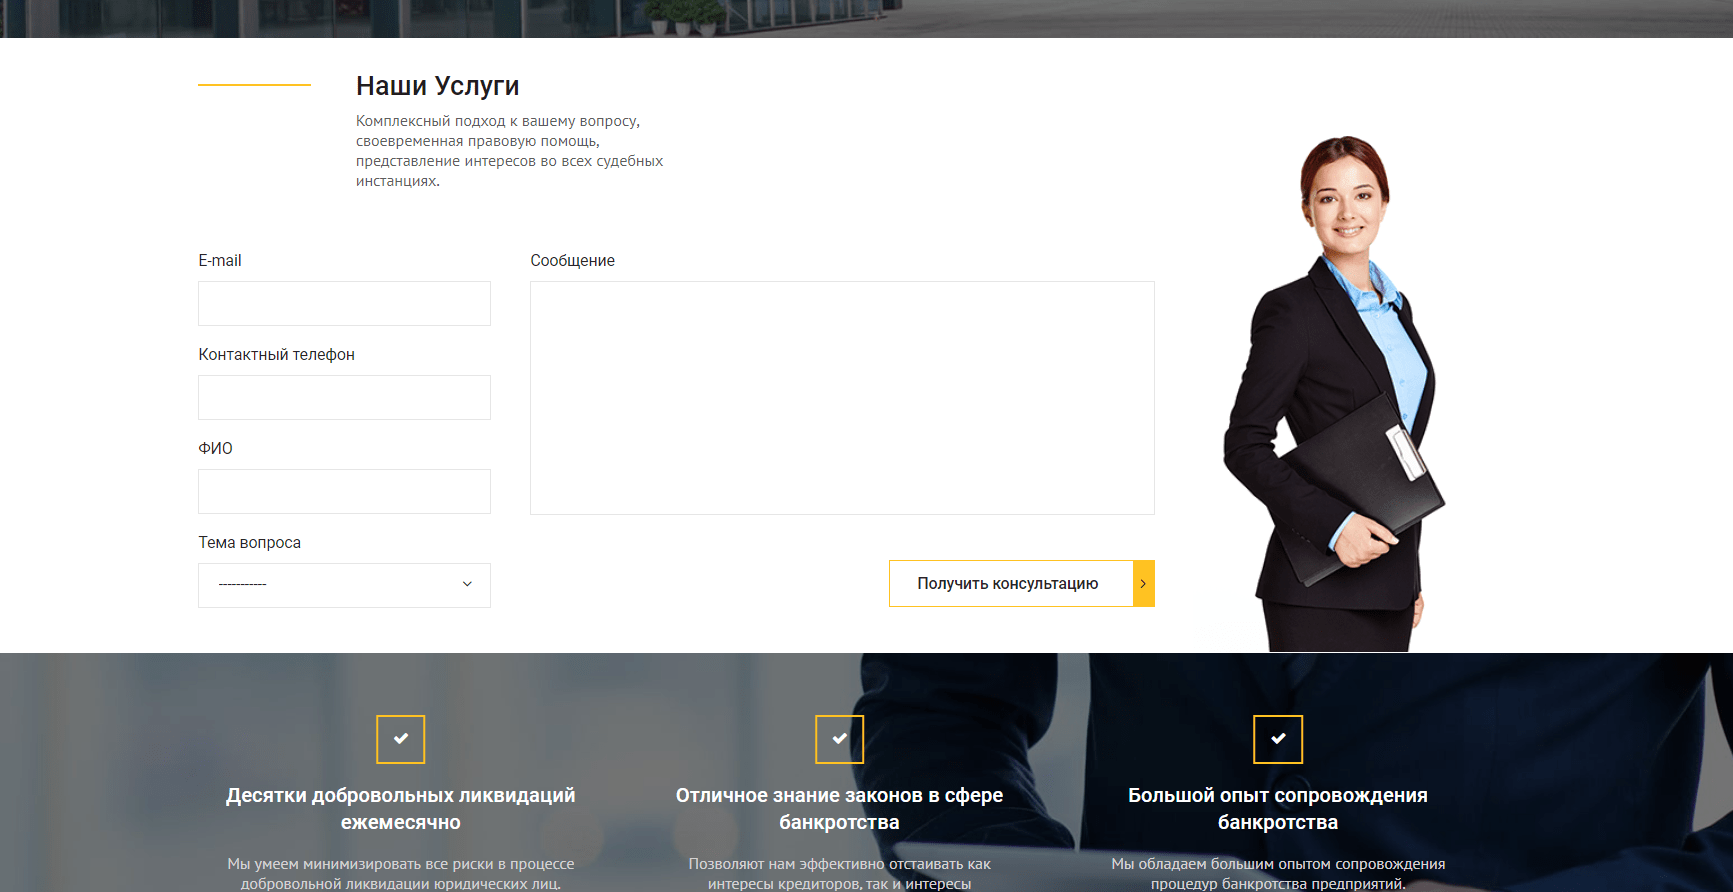 Наши Услуги
Комплексный подход к вашему вопросу,
своевременная правовую помощь,
представление интересов во всех судебных
инстанциях.
E-mail
Контактный телефон
ФИО
Тема вопроса
-----------
Сообщение
Получить консультацию
Десятки добровольных ликвидаций
ежемесячно
Мы умеем минимизировать все риски в процессе
добровольной ликвидации юридических лиц.
Отличное знание законов в сфере
банкротства
Позволяют нам эффективно отстаивать как
интересы кредиторов, так и интересы
Большой опыт сопровождения
банкротства
Мы обладаем большим опытом сопровождения
процедур банкротства предприятий.